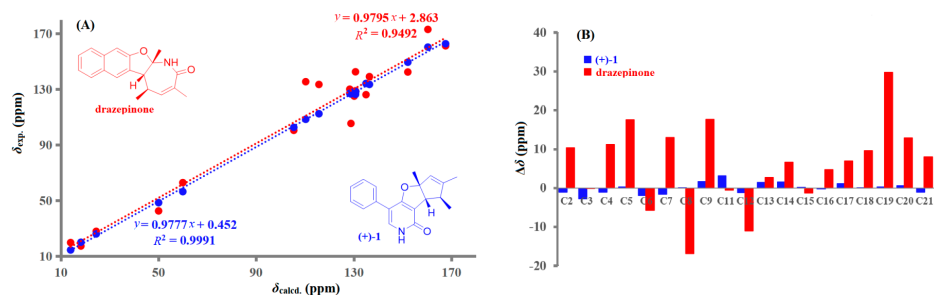 (A)
y = 0.9795 x + 2.863
R² = 0.9492
170
130
90
50
10
δexp. (ppm)
O
NH
O
H
drazepinone
O
H
N
H
O
(+)-1
y = 0.9777x + 0.452
R² = 0.9991
10 50 90 130 170
δcalcd. (ppm)
(B)
(+)-1
drazepinone
40
30
20
10
0
-10
-20
Δδ (ppm)
C2 C3 C4 C5 C6 C7 C9 C11 C13 C14 C15 C16 C17 C18 C19 C20 C21